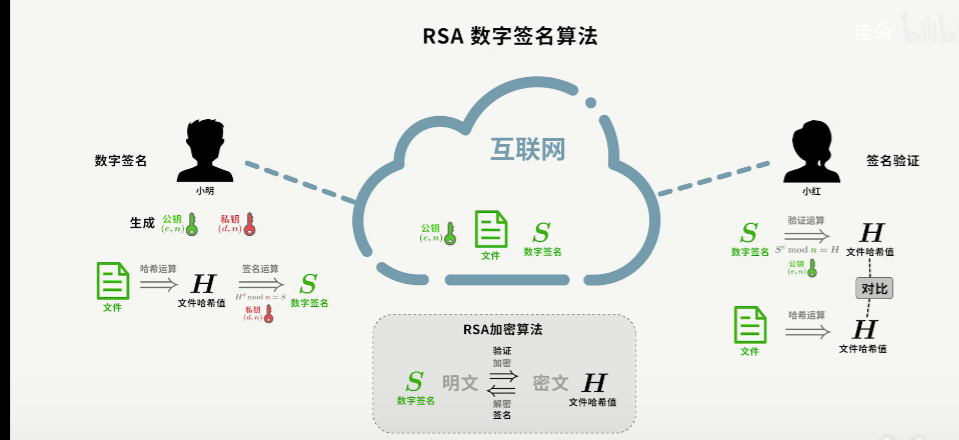 RSA 数字签名算法
佳朵 bilibili
互联网
数字签名
小明
签名验证
小红
生成
公钥
(e, n)
私钥
(d, n)
文件
哈希运算
H
文件哈希值
签名运算
H^d mod n = S
私钥
(d, n)
S
数字签名
公钥
(e, n)
文件
S
数字签名
S
数字签名
验证运算
S^e mod n = H
公钥
(e, n)
H
文件哈希值
对比
文件
哈希运算
H
文件哈希值
RSA加密算法
S
数字签名
明文
验证
加密
解密
签名
密文
H
文件哈希值